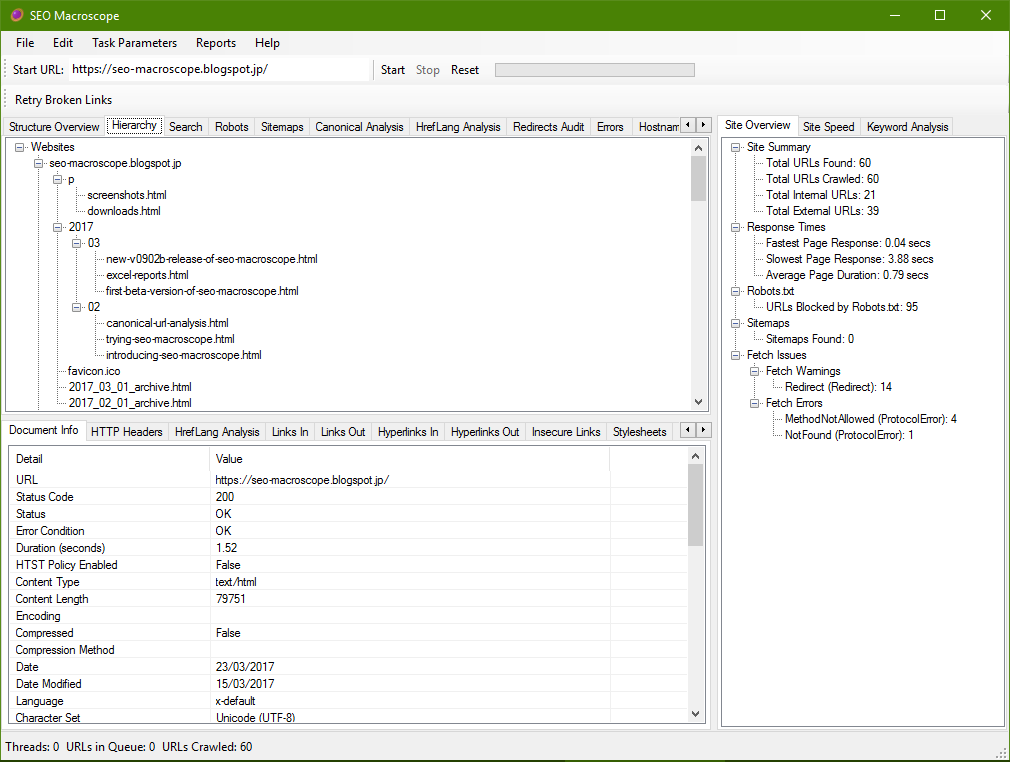 SEO Macroscope
File Edit Task Parameters Reports Help
Start URL: https://seo-macroscope.blogspot.jp/ Start Stop Reset
Retry Broken Links
Structure Overview Hierarchy Search Robots Sitemaps Canonical Analysis HrefLang Analysis Redirects Audit Errors Hostnam
Websites
seo-macroscope.blogspot.jp
p
screenshots.html
downloads.html
2017
03
new-v0902b-release-of-seo-macroscope.html
excel-reports.html
first-beta-version-of-seo-macroscope.html
02
canonical-url-analysis.html
trying-seo-macroscope.html
introducing-seo-macroscope.html
favicon.ico
2017_03_01_archive.html
2017_02_01_archive.html
Document Info HTTP Headers HrefLang Analysis Links In Links Out Hyperlinks In Hyperlinks Out Insecure Links Stylesheets
Detail Value
URL https://seo-macroscope.blogspot.jp/
Status Code 200
Status OK
Error Condition OK
Duration (seconds) 1.52
HTST Policy Enabled False
Content Type text/html
Content Length 79751
Encoding
Compressed False
Compression Method
Date 23/03/2017
Date Modified 15/03/2017
Language x-default
Character Set Unicode (UTF-8)
Site Overview Site Speed Keyword Analysis
Site Summary
Total URLs Found: 60
Total URLs Crawled: 60
Total Internal URLs: 21
Total External URLs: 39
Response Times
Fastest Page Response: 0.04 secs
Slowest Page Response: 3.88 secs
Average Page Duration: 0.79 secs
Robots.txt
URLs Blocked by Robots.txt: 95
Sitemaps
Sitemaps Found: 0
Fetch Issues
Fetch Warnings
Redirect (Redirect): 14
Fetch Errors
MethodNotAllowed (ProtocolError): 4
NotFound (ProtocolError): 1
Threads: 0 URLs in Queue: 0 URLs Crawled: 60